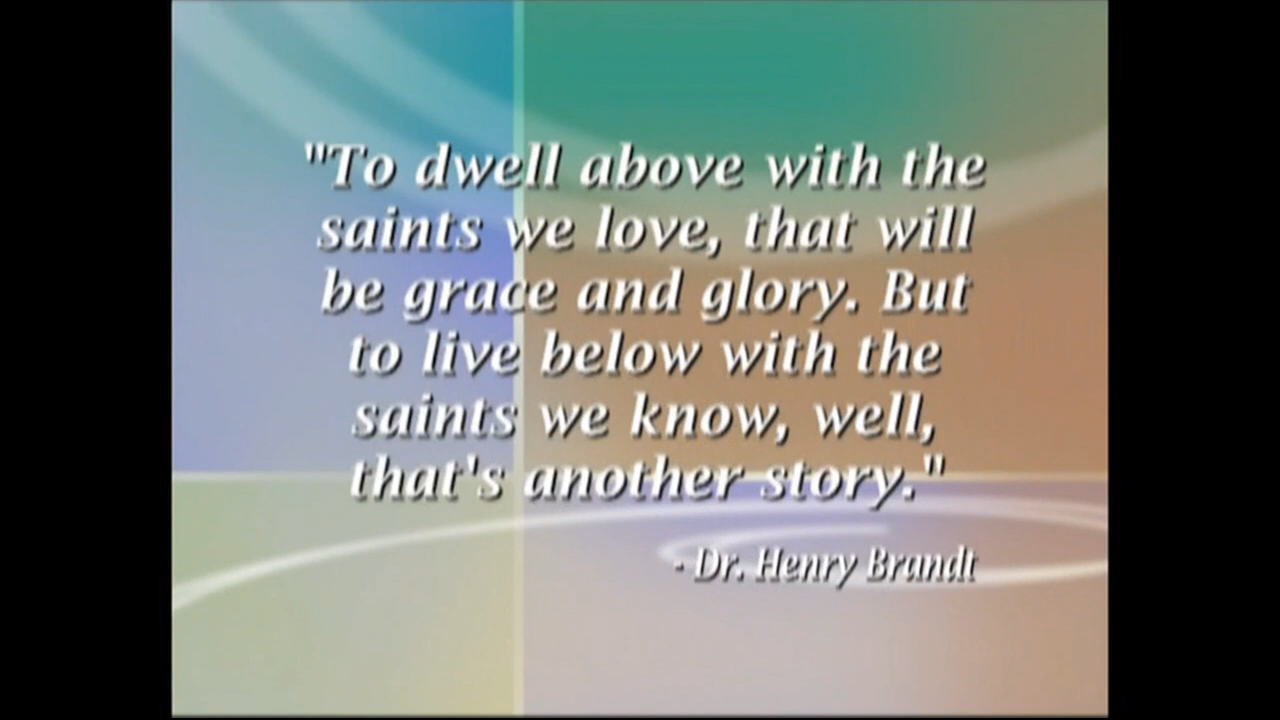 "To dwell above with the
saints we love, that will
be grace and glory. But
to live below with the
saints we know, well,
that's another story."
- Dr. Henry Brandt